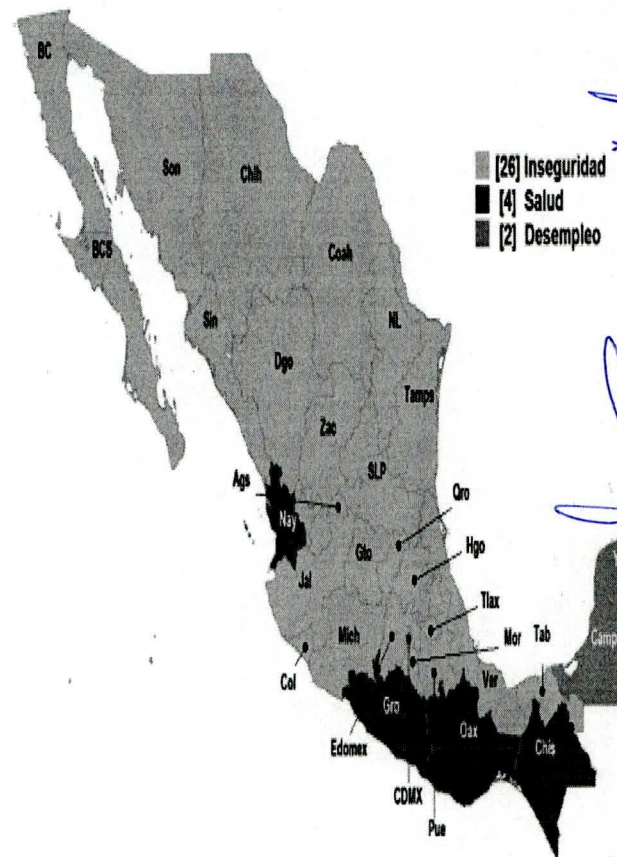 BC
Son
Chih
[26] Inseguridad
[4] Salud
[2] Desempleo
BCS
Coah
Sin
NL
Dgo
Tamps
Zac
SLP
Ags
Nay
Qro
Gto
Hgo
Jal
Tlax
Mich
Mor
Tab
Camp
Col
Ver
Gro
Oax
Chis
Edomex
CDMX
Pue